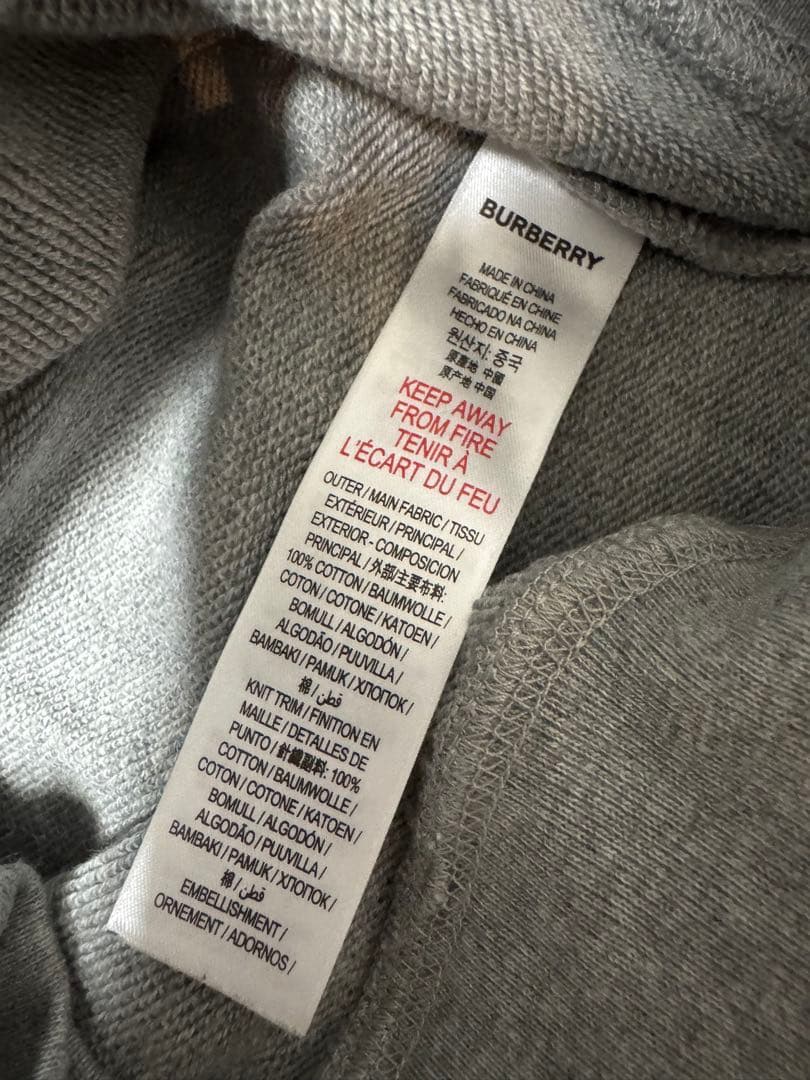 BURBERRY
MADE IN CHINA
FABRIQUÉ EN CHINE
FABRICADO NA CHINA
HECHO EN CHINA
원산지: 중국
原產地 中國
原产地 中国
KEEP AWAY
FROM FIRE
TENIR À
L'ÉCART DU FEU
OUTER / MAIN FABRIC / TISSU
EXTÉRIEUR / PRINCIPAL /
EXTERIOR - COMPOSICION
PRINCIPAL / 外部/主要布料:
100% COTTON / BAUMWOLLE /
COTON / COTONE / KATOEN /
BOMULL / ALGODÓN /
ALGODÃO / PUUVILLA /
BAMBAKI / PAMUK / ХЛОПОК /
棉 / قطن
KNIT TRIM / FINITION EN
MAILLE / DETALLES DE
PUNTO / 針織副料: 100%
COTTON / BAUMWOLLE /
COTON / COTONE / KATOEN /
BOMULL / ALGODÓN /
ALGODÃO / PUUVILLA /
BAMBAKI / PAMUK / ХЛОПОК /
棉 / قطن
EMBELLISHMENT /
ORNEMENT / ADORNOS /